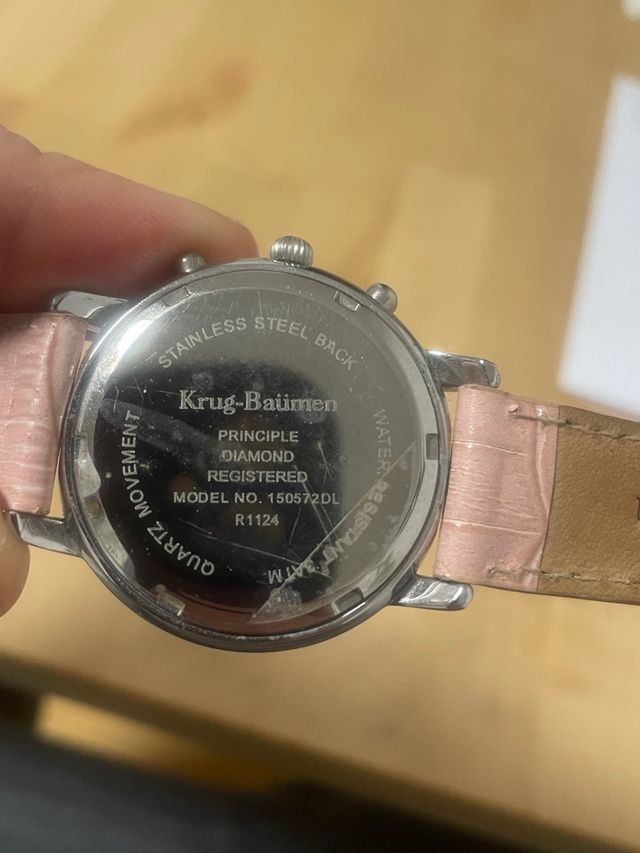 STAINLESS STEEL BACK
Krug-Baümen
PRINCIPLE
DIAMOND
REGISTERED
MODEL NO. 150572DL
R1124
WATER RESISTANT 3ATM
QUARTZ MOVEMENT